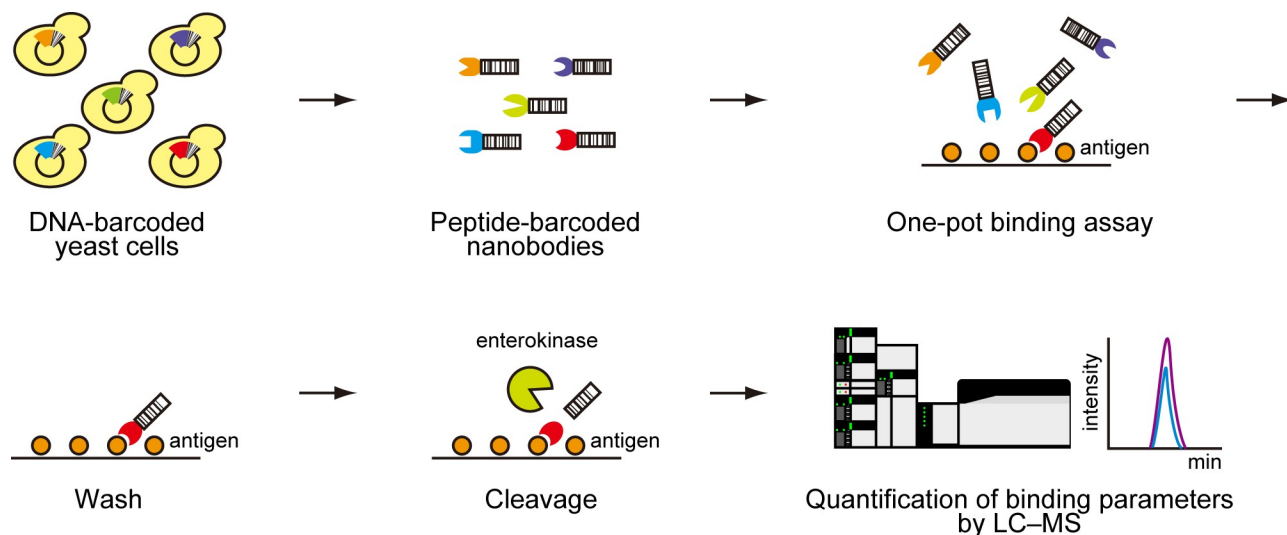 antigen
DNA-barcoded
yeast cells
Peptide-barcoded
nanobodies
One-pot binding assay
enterokinase
antigen
antigen
intensity
min
Wash
Cleavage
Quantification of binding parameters
by LC–MS